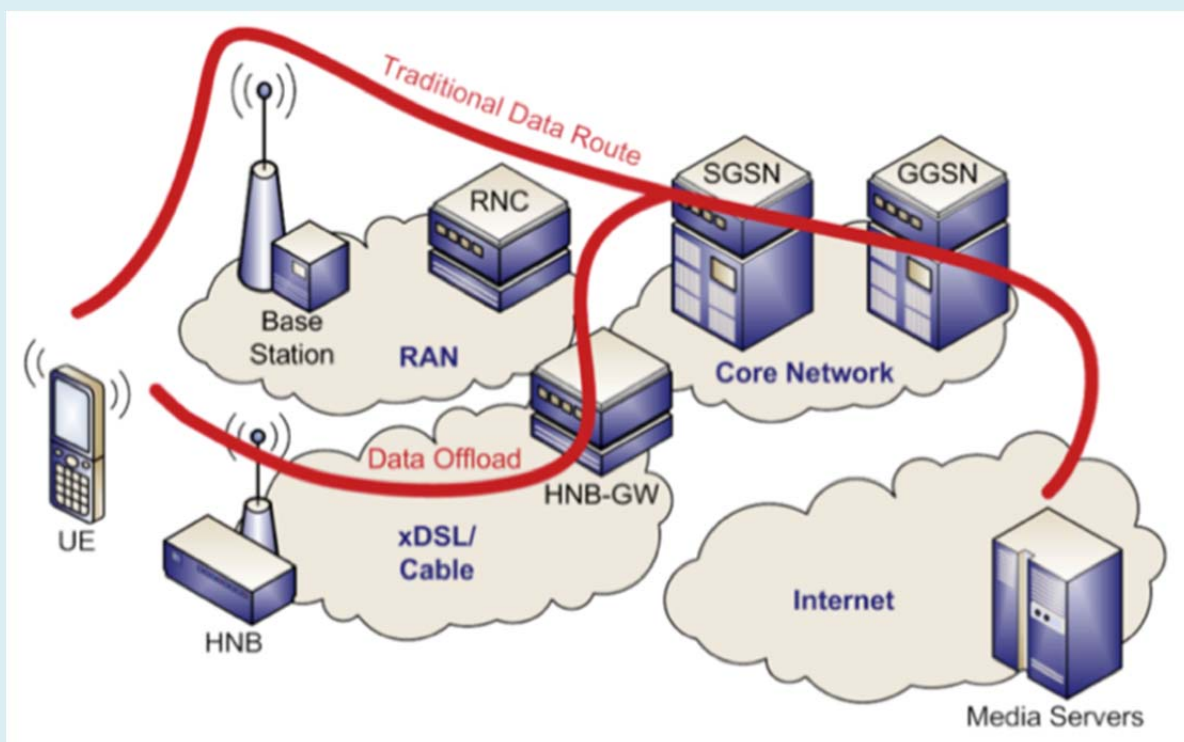 Traditional Data Route
SGSN
GGSN
RNC
Base
Station
RAN
Core Network
Data Offload
HNB-GW
UE
xDSL/
Cable
HNB
Internet
Media Servers